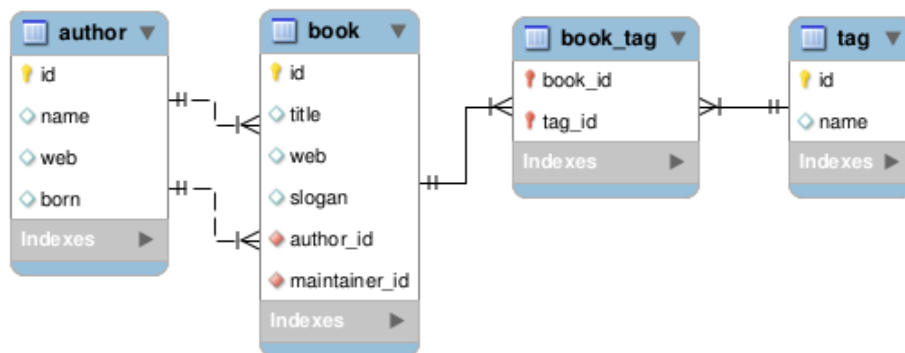 author
id
name
web
born
Indexes
book
id
title
web
slogan
author_id
maintainer_id
Indexes
book_tag
book_id
tag_id
Indexes
tag
id
name
Indexes